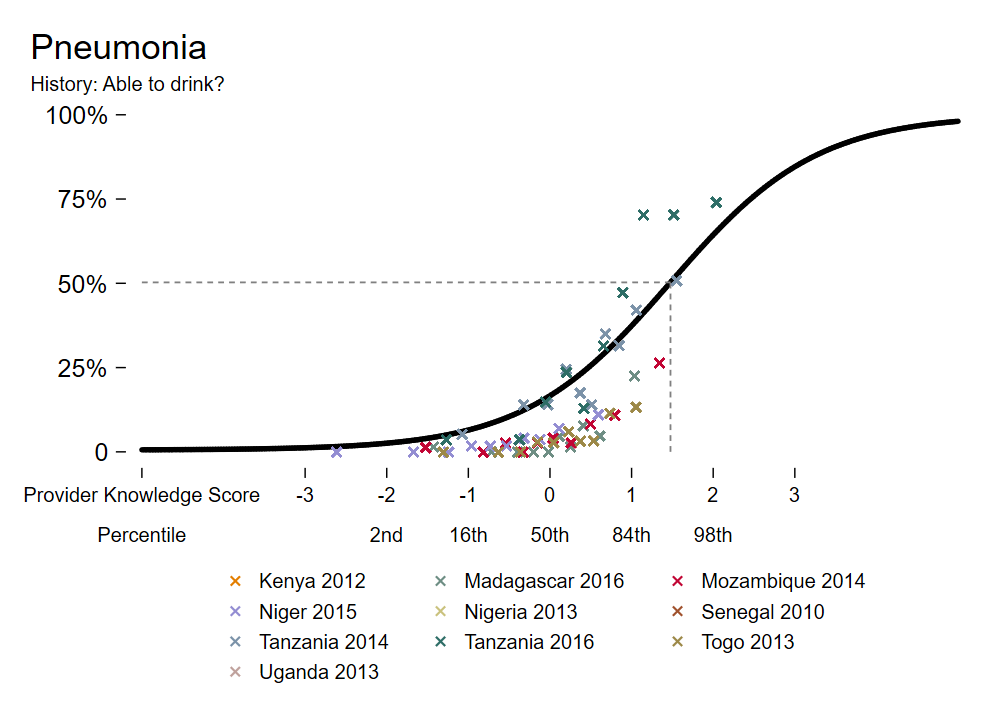 Pneumonia
History: Able to drink?
100%
75%
50%
25%
0
Provider Knowledge Score -3 -2 -1 0 1 2 3
Percentile 2nd 16th 50th 84th 98th
Kenya 2012 Madagascar 2016 Mozambique 2014
Niger 2015 Nigeria 2013 Senegal 2010
Tanzania 2014 Tanzania 2016 Togo 2013
Uganda 2013